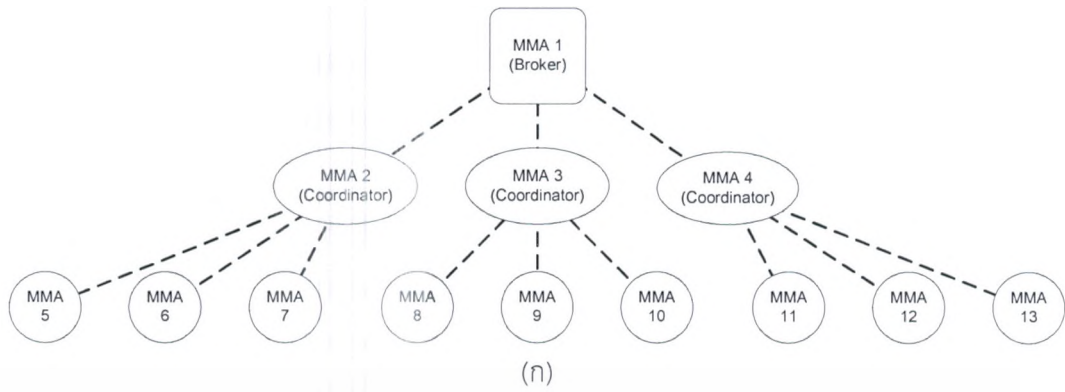 MMA 1
(Broker)
MMA 2
(Coordinator)
MMA 3
(Coordinator)
MMA 4
(Coordinator)
MMA
5
MMA
6
MMA
7
MMA
8
MMA
9
MMA
10
MMA
11
MMA
12
MMA
13
(ก)